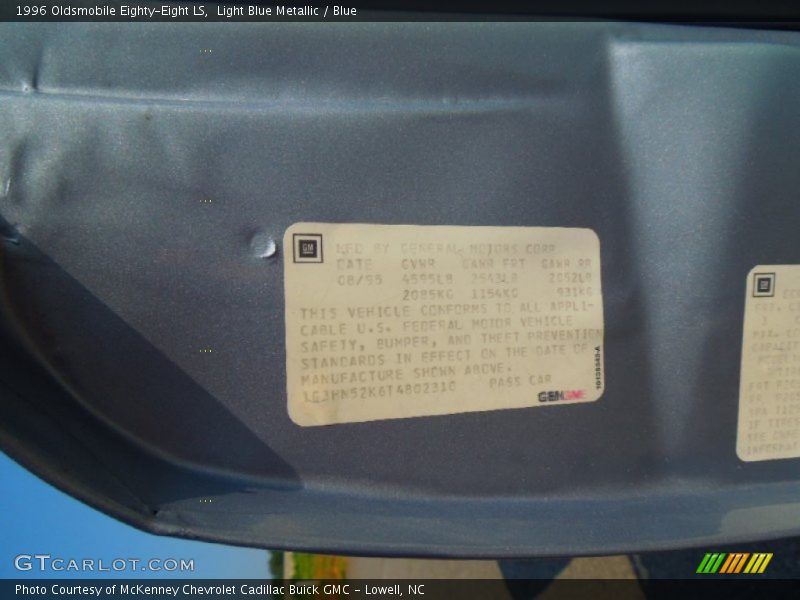 1996 Oldsmobile Eighty-Eight LS,  Light Blue Metallic / Blue
GM
MFD BY GENERAL MOTORS CORP
DATE GVWR GAWR FRT GAWR RR
08/95 4595LB 2543LB 2052LB
2085KG 1154KG 931KG
THIS VEHICLE CONFORMS TO ALL APPLI-
CABLE U.S. FEDERAL MOTOR VEHICLE
SAFETY, BUMPER, AND THEFT PREVENTION
STANDARDS IN EFFECT ON THE DATE OF
MANUFACTURE SHOWN ABOVE.
1G3HN52K6T4802310 PASS CAR
GEN
GTCARLOT.COM
Photo Courtesy of McKenney Chevrolet Cadillac Buick GMC - Lowell, NC